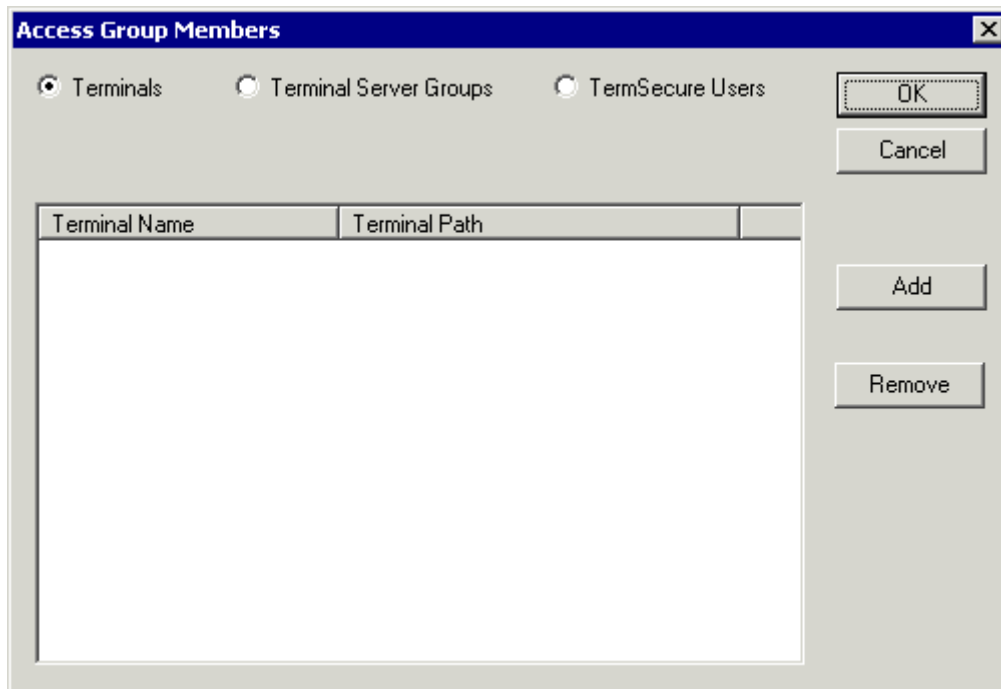 Access Group Members
Terminals Terminal Server Groups TermSecure Users
OK
Cancel
Terminal Name Terminal Path
Add
Remove